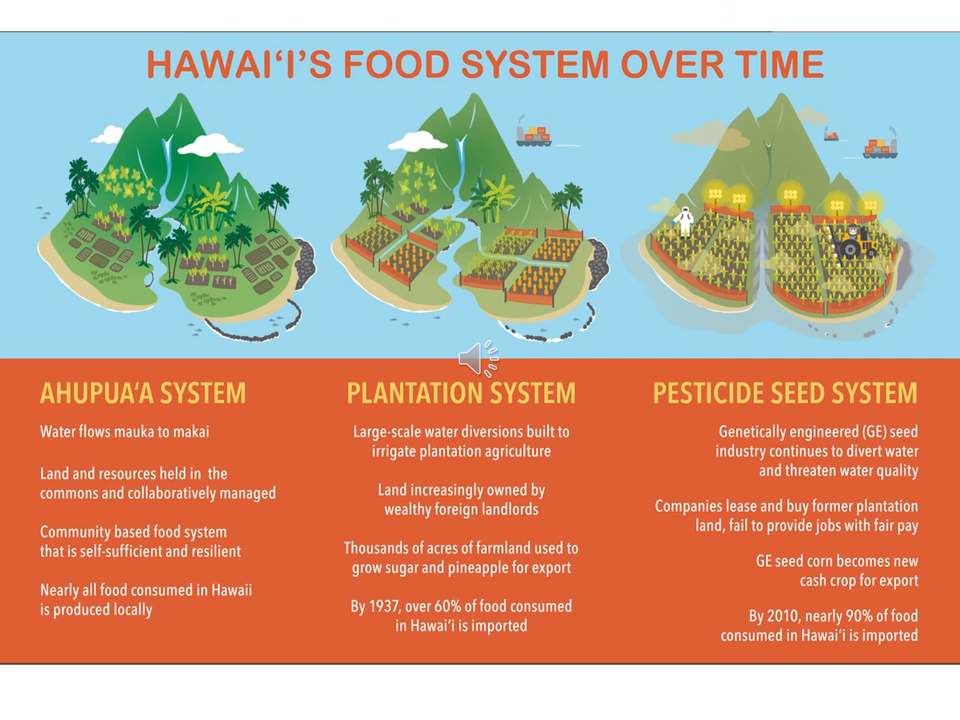 HAWAI‘I’S FOOD SYSTEM OVER TIME
AHUPUA‘A SYSTEM
Water flows mauka to makai
Land and resources held in the
commons and collaboratively managed
Community based food system
that is self-sufficient and resilient
Nearly all food consumed in Hawaii
is produced locally
PLANTATION SYSTEM
Large-scale water diversions built to
irrigate plantation agriculture
Land increasingly owned by
wealthy foreign landlords
Thousands of acres of farmland used to
grow sugar and pineapple for export
By 1937, over 60% of food consumed
in Hawai‘i is imported
PESTICIDE SEED SYSTEM
Genetically engineered (GE) seed
industry continues to divert water
and threaten water quality
Companies lease and buy former plantation
land, fail to provide jobs with fair pay
GE seed corn becomes new
cash crop for export
By 2010, nearly 90% of food
consumed in Hawai‘i is imported